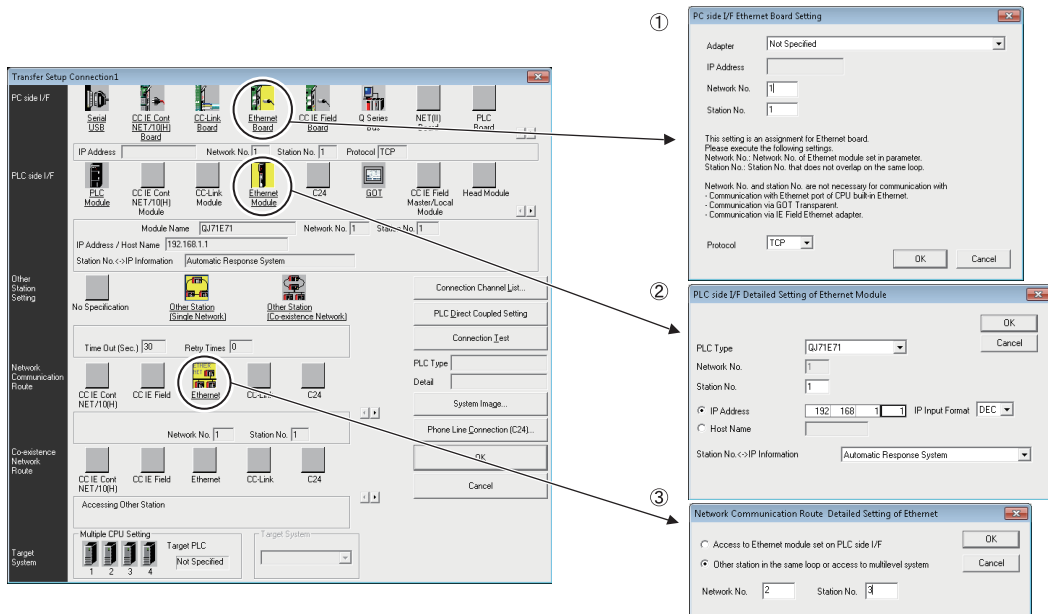 Transfer Setup Connection1
PC side I/F
Serial USB
CC IE Cont NET/10(H) Board
CC-Link Board
Ethernet Board
CC IE Field Board
Q Series Bus
NET(II) Board
PLC Board
IP Address
Network No. 1
Station No. 1
Protocol TCP
PLC side I/F
PLC Module
CC IE Cont NET/10(H) Module
CC-Link Module
Ethernet Module
C24
GOT
CC IE Field Master/Local Module
Head Module
Module Name QJ71E71
Network No. 1
Station No. 1
IP Address / Host Name 192.168.1.1
Station No.<->IP Information Automatic Response System
Other Station Setting
No Specification
Other Station (Single Network)
Other Station (Co-existence Network)
Time Out (Sec.) 30
Retry Times 0
Network Communication Route
CC IE Cont NET/10(H)
CC IE Field
Ethernet
CC-Link
C24
Network No. 1
Station No. 1
Co-existence Network Route
CC IE Cont NET/10(H)
CC IE Field
Ethernet
CC-Link
C24
Accessing Other Station
Target System
Multiple CPU Setting
1 2 3 4
Target PLC
Not Specified
Target System
Connection Channel List...
PLC Direct Coupled Setting
Connection Test
PLC Type
Detail
System Image...
Phone Line Connection (C24)...
OK
Cancel
①
PC side I/F Ethernet Board Setting
Adapter Not Specified
IP Address
Network No. 1
Station No. 1
This setting is an assignment for Ethernet board.
Please execute the following settings.
Network No.: Network No. of Ethernet module set in parameter.
Station No.: Station No. that does not overlap on the same loop.
Network No. and station No. are not necessary for communication with
- Communication with Ethernet port of CPU built-in Ethernet.
- Communication via GOT Transparent.
- Communication via IE Field Ethernet adapter.
Protocol TCP
OK Cancel
②
PLC side I/F Detailed Setting of Ethernet Module
OK
Cancel
PLC Type QJ71E71
Network No. 1
Station No. 1
IP Address 192 168 1 1 IP Input Format DEC
Host Name
Station No.<->IP Information Automatic Response System
③
Network Communication Route Detailed Setting of Ethernet
Access to Ethernet module set on PLC side I/F
OK
Other station in the same loop or access to multilevel system
Cancel
Network No. 2 Station No. 3